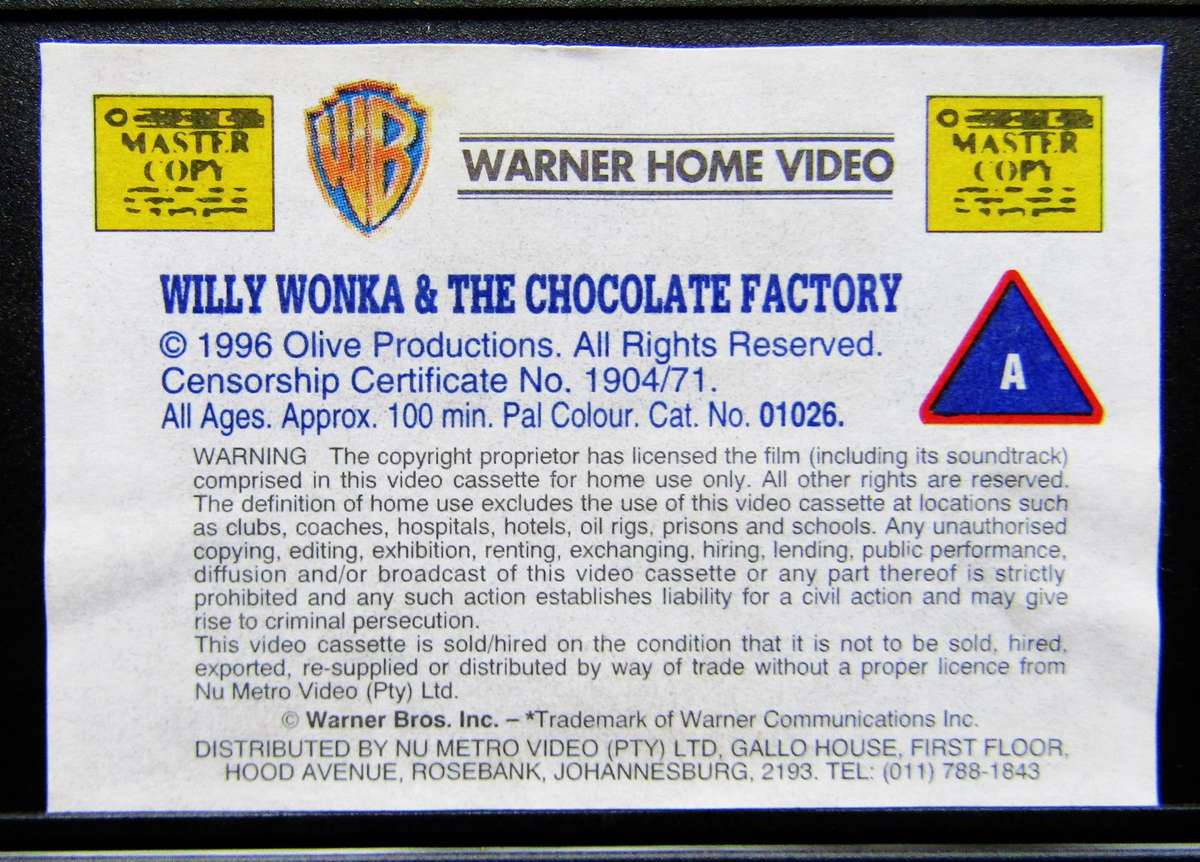 MASTER
COPY
WB
WARNER HOME VIDEO
MASTER
COPY
WILLY WONKA & THE CHOCOLATE FACTORY
© 1996 Olive Productions. All Rights Reserved.
Censorship Certificate No. 1904/71.
All Ages. Approx. 100 min. Pal Colour. Cat. No. 01026.
A
WARNING The copyright proprietor has licensed the film (including its soundtrack)
comprised in this video cassette for home use only. All other rights are reserved.
The definition of home use excludes the use of this video cassette at locations such
as clubs, coaches, hospitals, hotels, oil rigs, prisons and schools. Any unauthorised
copying, editing, exhibition, renting, exchanging, hiring, lending, public performance,
diffusion and/or broadcast of this video cassette or any part thereof is strictly
prohibited and any such action establishes liability for a civil action and may give
rise to criminal persecution.
This video cassette is sold/hired on the condition that it is not to be sold, hired,
exported, re-supplied or distributed by way of trade without a proper licence from
Nu Metro Video (Pty) Ltd.
© Warner Bros. Inc. – *Trademark of Warner Communications Inc.
DISTRIBUTED BY NU METRO VIDEO (PTY) LTD, GALLO HOUSE, FIRST FLOOR,
HOOD AVENUE, ROSEBANK, JOHANNESBURG, 2193. TEL: (011) 788-1843